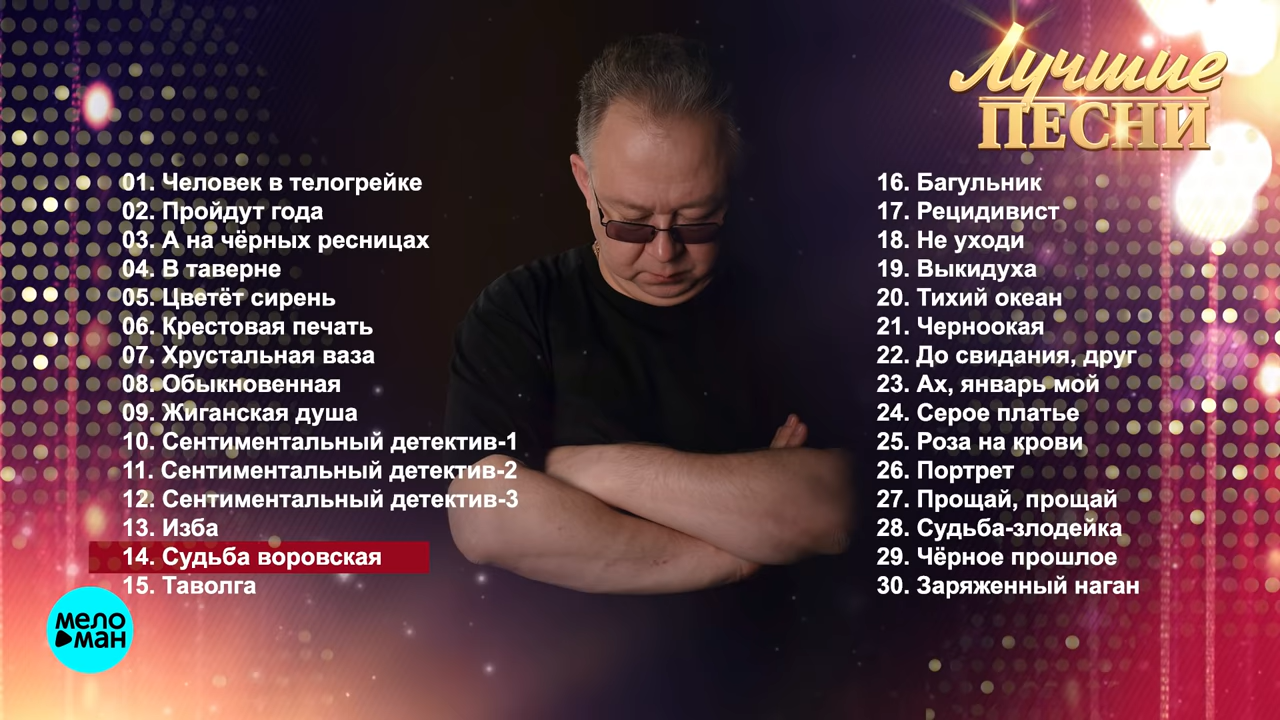 Лучшие
ПЕСНИ
01. Человек в телогрейке
02. Пройдут года
03. А на чёрных ресницах
04. В таверне
05. Цветёт сирень
06. Крестовая печать
07. Хрустальная ваза
08. Обыкновенная
09. Жиганская душа
10. Сентиментальный детектив-1
11. Сентиментальный детектив-2
12. Сентиментальный детектив-3
13. Изба
14. Судьба воровская
15. Таволга
16. Багульник
17. Рецидивист
18. Не уходи
19. Выкидуха
20. Тихий океан
21. Черноокая
22. До свидания, друг
23. Ах, январь мой
24. Серое платье
25. Роза на крови
26. Портрет
27. Прощай, прощай
28. Судьба-злодейка
29. Чёрное прошлое
30. Заряженный наган
мело
ман